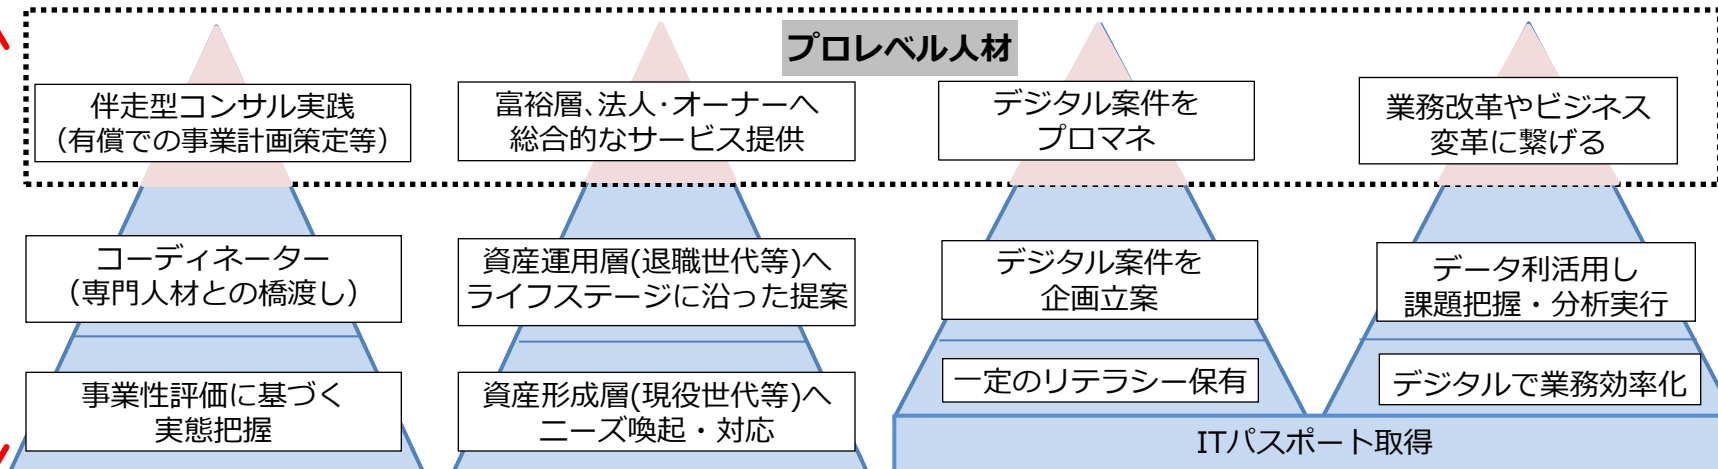 プロレベル人材
伴走型コンサル実践
（有償での事業計画策定等）
富裕層、法人・オーナーへ
総合的なサービス提供
デジタル案件を
プロマネ
業務改革やビジネス
変革に繋げる
コーディネーター
（専門人材との橋渡し）
資産運用層(退職世代等)へ
ライフステージに沿った提案
デジタル案件を
企画立案
データ利活用し
課題把握・分析実行
事業性評価に基づく
実態把握
資産形成層(現役世代等)へ
ニーズ喚起・対応
一定のリテラシー保有
デジタルで業務効率化
ITパスポート取得